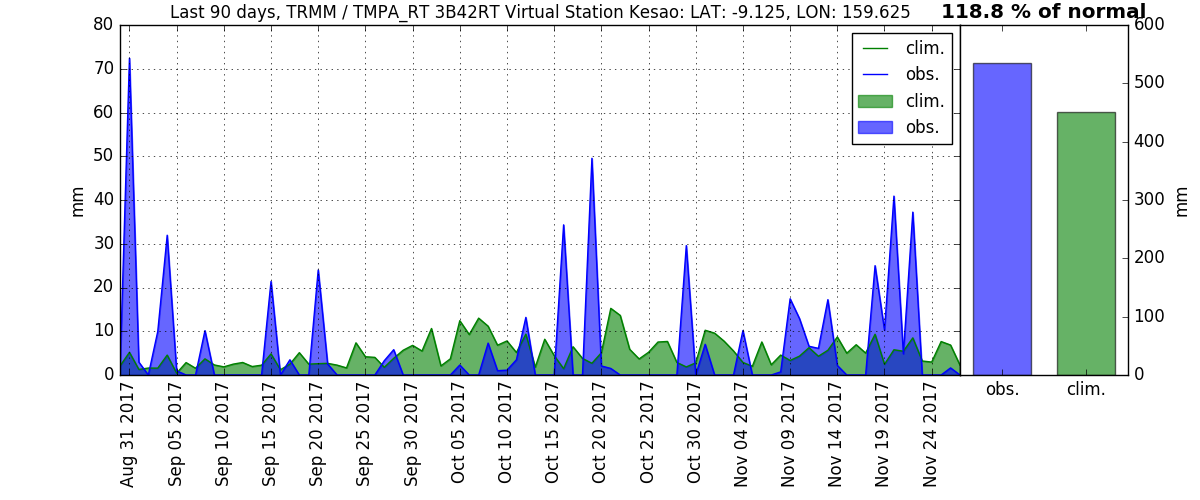 Last 90 days, TRMM / TMPA_RT 3B42RT Virtual Station Kesao: LAT: -9.125, LON: 159.625
118.8 % of normal
80
70
60
50
40
30
20
10
0
mm
clim.
obs.
clim.
obs.
600
500
400
300
200
100
0
mm
Aug 31 2017
Sep 05 2017
Sep 10 2017
Sep 15 2017
Sep 20 2017
Sep 25 2017
Sep 30 2017
Oct 05 2017
Oct 10 2017
Oct 15 2017
Oct 20 2017
Oct 25 2017
Oct 30 2017
Nov 04 2017
Nov 09 2017
Nov 14 2017
Nov 19 2017
Nov 24 2017
obs.
clim.